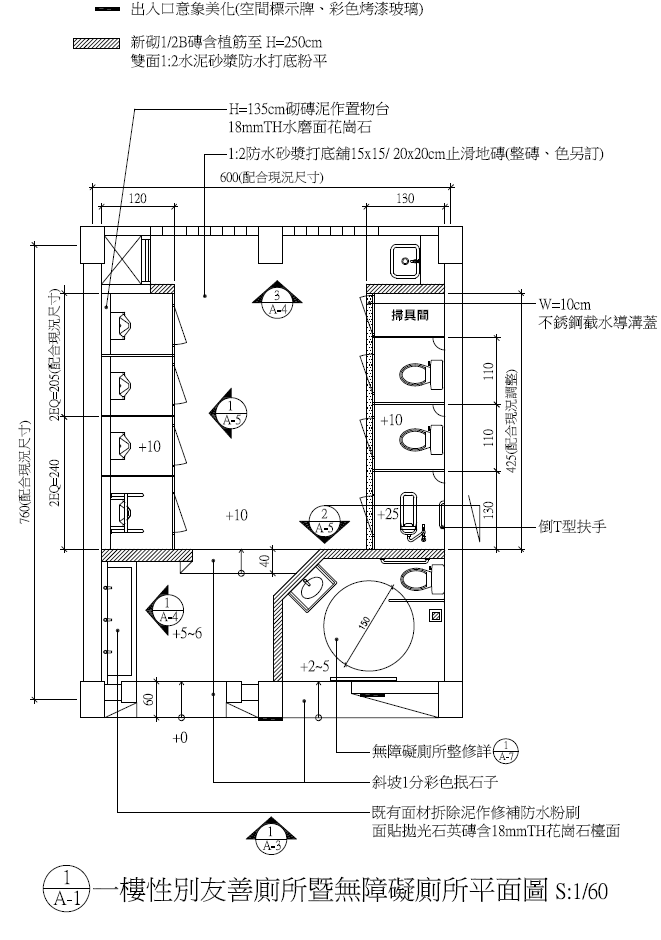 出入口意象美化(空間標示牌、彩色烤漆玻璃)
新砌1/2B磚含植筋至 H=250cm
雙面1:2水泥砂漿防水打底粉平
H=135cm砌磚泥作置物台
18mmTH水磨面花崗石
1:2防水砂漿打底舖15x15/ 20x20cm止滑地磚(整磚、色另訂)
600(配合現況尺寸)
120
130
3
A-4
掃具間
W=10cm
不銹鋼截水導溝蓋
2EQ=205(配合現況尺寸)
110
425(配合現況調整)
1
A-5
+10
110
760(配合現況尺寸)
2EQ=240
+10
+10
2
A-5
+25
130
倒T型扶手
40
1
A-4
+5~6
150
+2~5
60
+0
無障礙廁所整修詳
1
A-7
斜坡1分彩色抿石子
既有面材拆除泥作修補防水粉刷
面貼拋光石英磚含18mmTH花崗石檯面
1
A-3
1
A-1
一樓性別友善廁所暨無障礙廁所平面圖 S:1/60